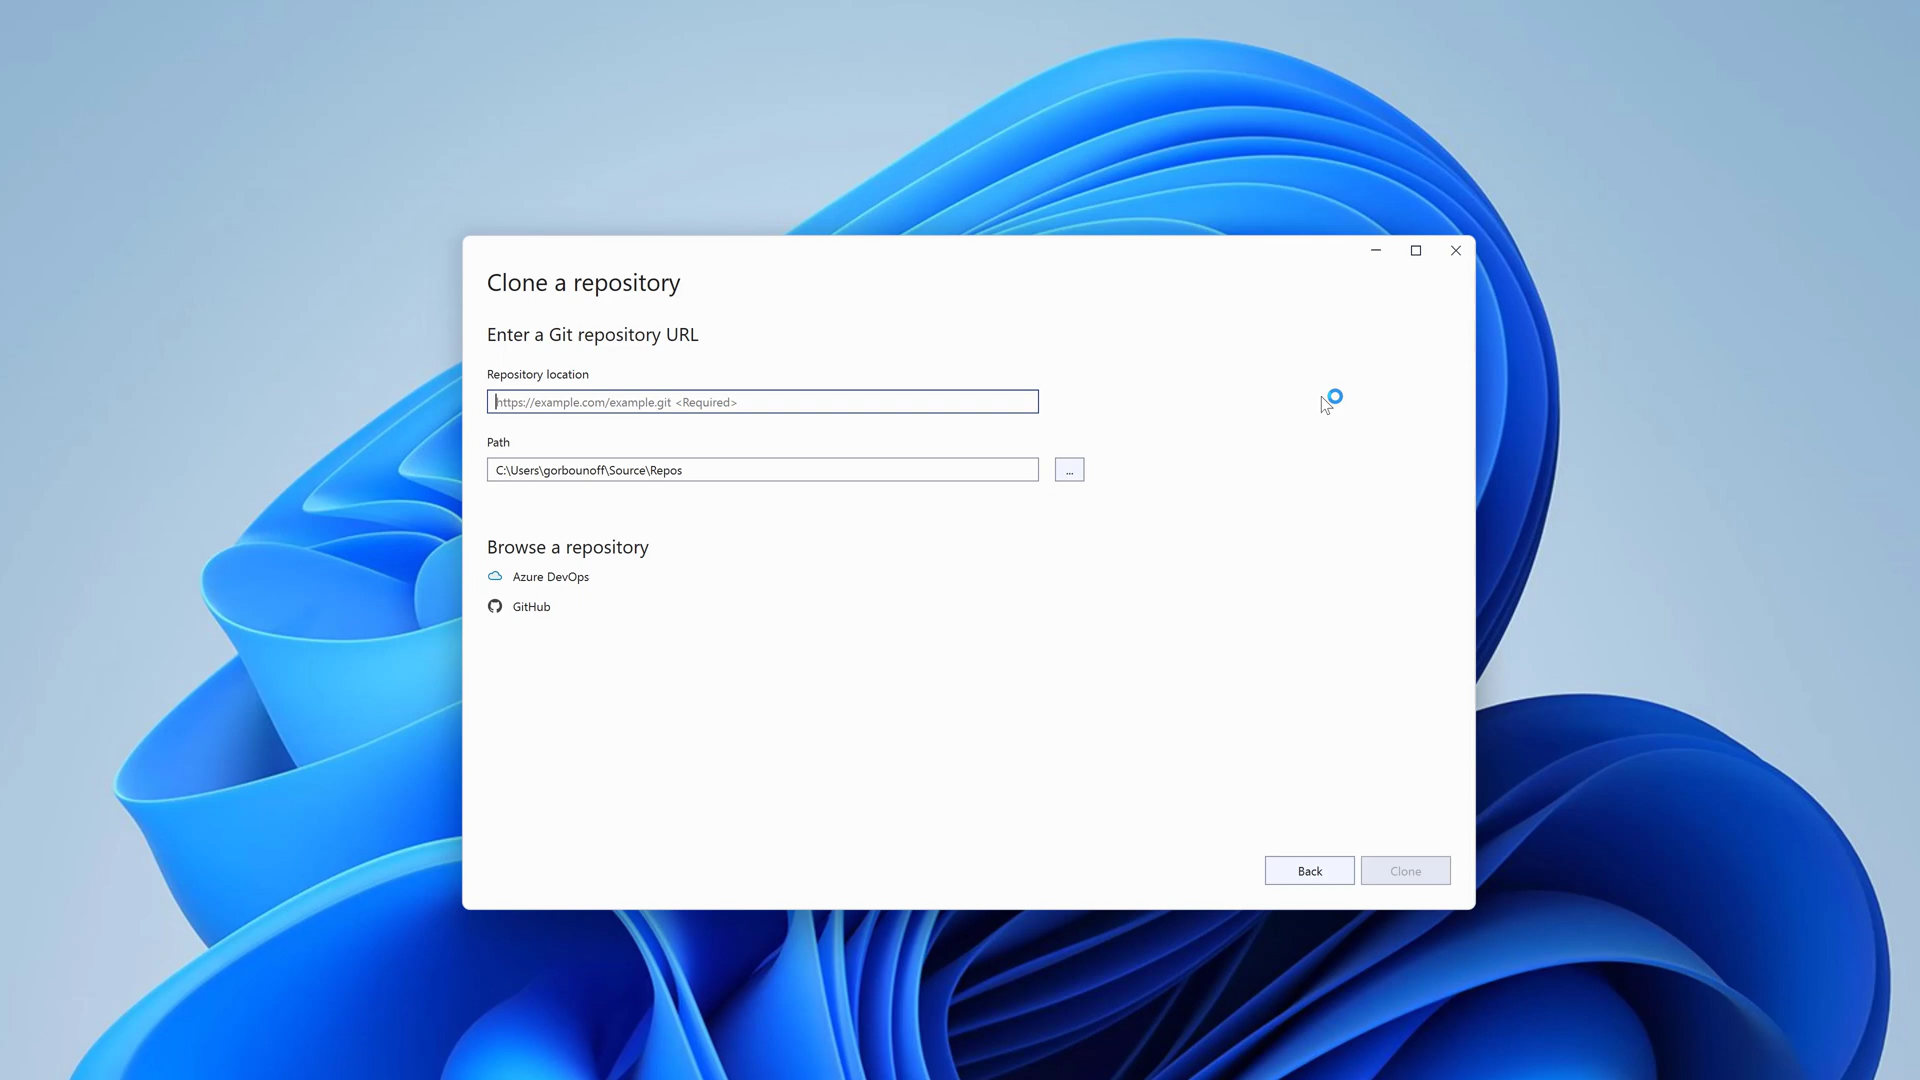 Clone a repository
Enter a Git repository URL
Repository location
https://example.com/example.git <Required>
Path
C:\Users\gorbounoff\Source\Repos
...
Browse a repository
Azure DevOps
GitHub
Back
Clone